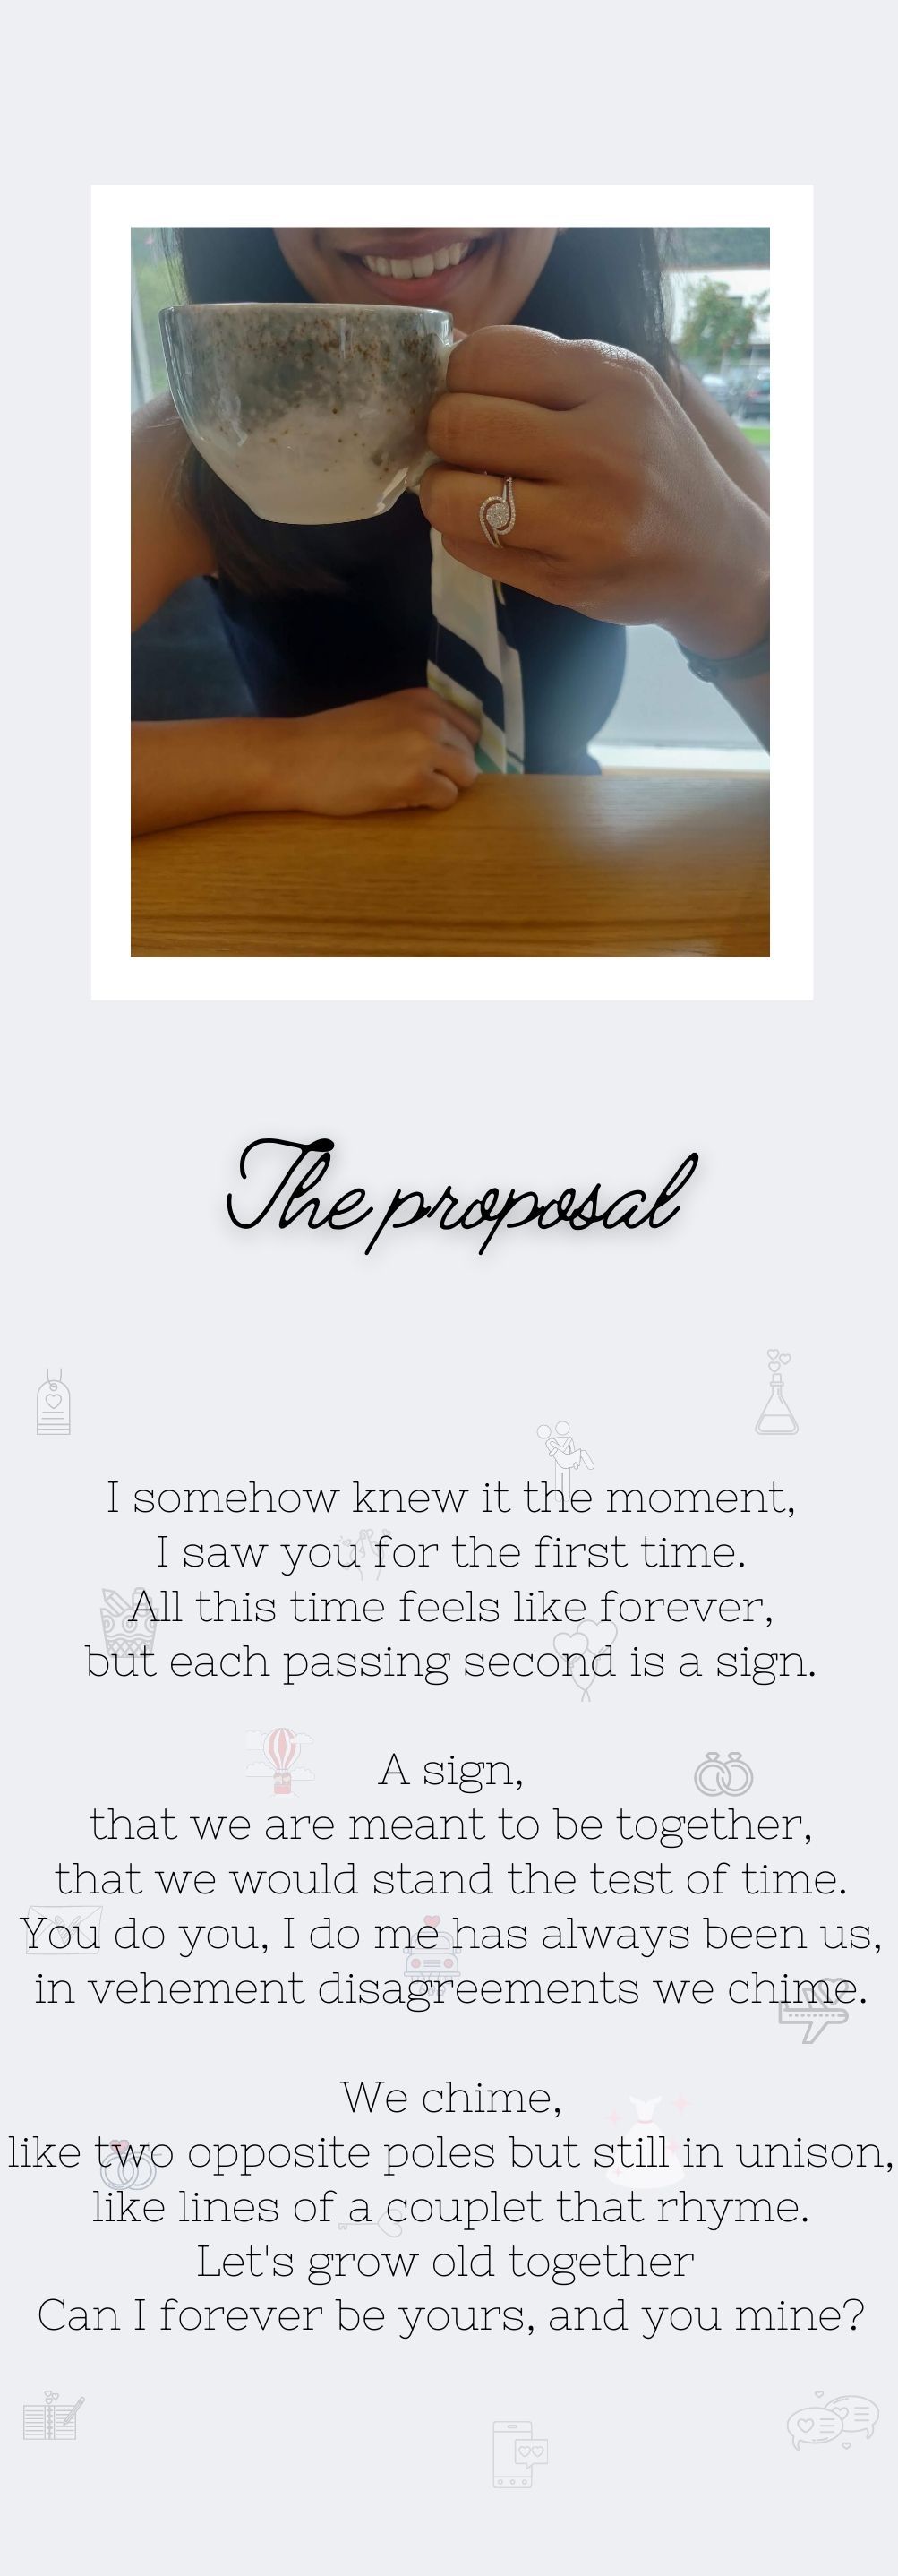 The proposal
I somehow knew it the moment,
I saw you for the first time.
All this time feels like forever,
but each passing second is a sign.
A sign,
that we are meant to be together,
that we would stand the test of time.
You do you, I do me has always been us,
in vehement disagreements we chime.
We chime,
like two opposite poles but still in unison,
like lines of a couplet that rhyme.
Let's grow old together
Can I forever be yours, and you mine?